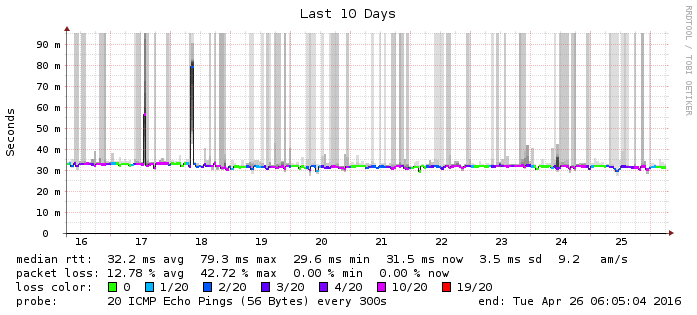 Last 10 Days
RRDTOOL / TOBI OETIKER
Seconds
90 m
80 m
70 m
60 m
50 m
40 m
30 m
20 m
10 m
0
16 17 18 19 20 21 22 23 24 25
median rtt: 32.2 ms avg 79.3 ms max 29.6 ms min 31.5 ms now 3.5 ms sd 9.2 am/s
packet loss: 12.78 % avg 42.72 % max 0.00 % min 0.00 % now
loss color: 0 1/20 2/20 3/20 4/20 10/20 19/20
probe: 20 ICMP Echo Pings (56 Bytes) every 300s end: Tue Apr 26 06:05:04 2016